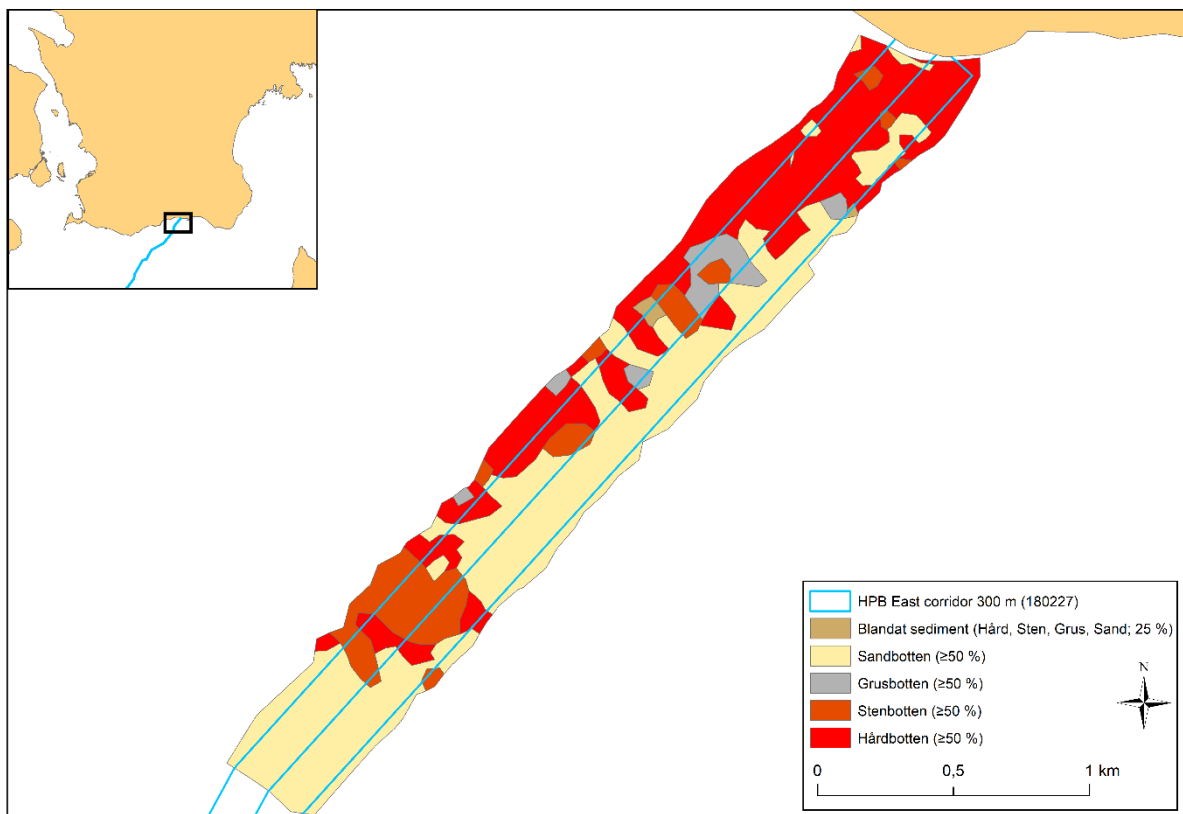 HPB East corridor 300 m (180227)
Blandat sediment (Hård, Sten, Grus, Sand; 25 %)
Sandbotten (≥50 %)
Grusbotten (≥50 %)
Stenbotten (≥50 %)
Hårdbotten (≥50 %)
N
0 0,5 1 km